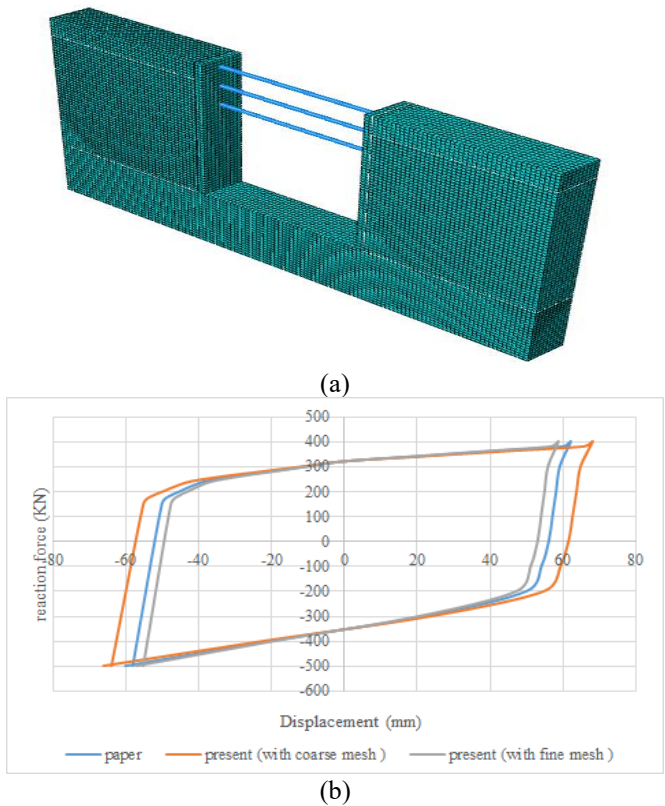 (a)
500
400
300
200
100
0
-100
-200
-300
-400
-500
-600
-80 -60 -40 -20 0 20 40 60 80
reaction force (KN)
Displacement (mm)
paper present (with coarse mesh ) present (with fine mesh )
(b)